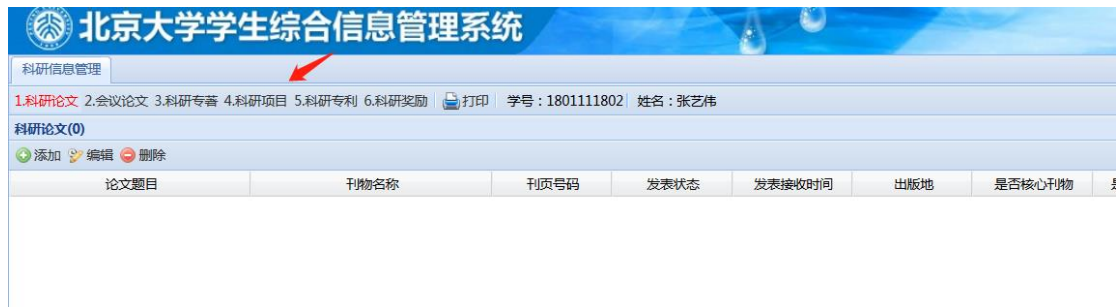 北京大学学生综合信息管理系统
科研信息管理
1.科研论文 2.会议论文 3.科研专著 4.科研项目 5.科研专利 6.科研奖励 打印 学号：1801111802 姓名：张艺伟
科研论文(0)
添加 编辑 删除
论文题目 刊物名称 刊页号码 发表状态 发表接收时间 出版地 是否核心刊物